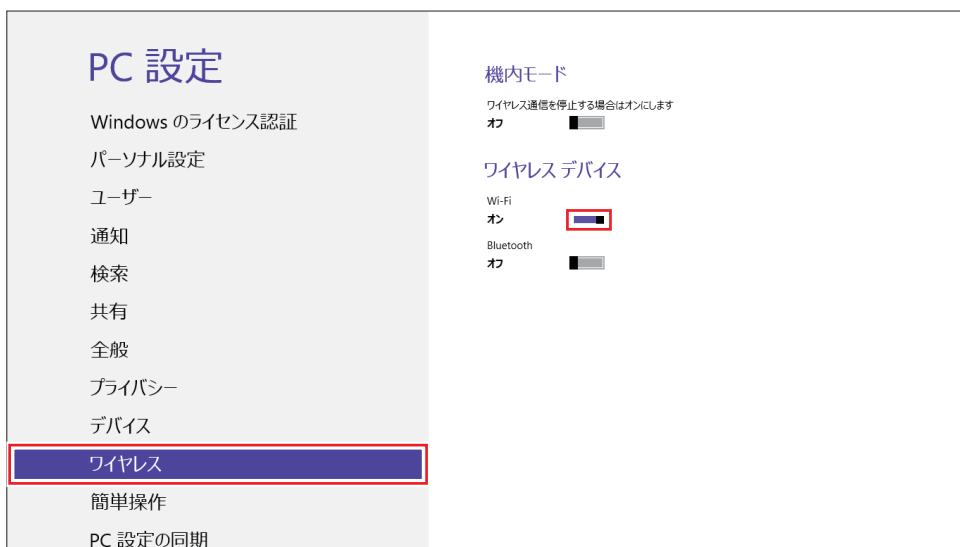 PC 設定
Windows のライセンス認証
パーソナル設定
ユーザー
通知
検索
共有
全般
プライバシー
デバイス
ワイヤレス
簡単操作
PC 設定の同期
機内モード
ワイヤレス通信を停止する場合はオンにします
オフ
ワイヤレス デバイス
Wi-Fi
オン
Bluetooth
オフ